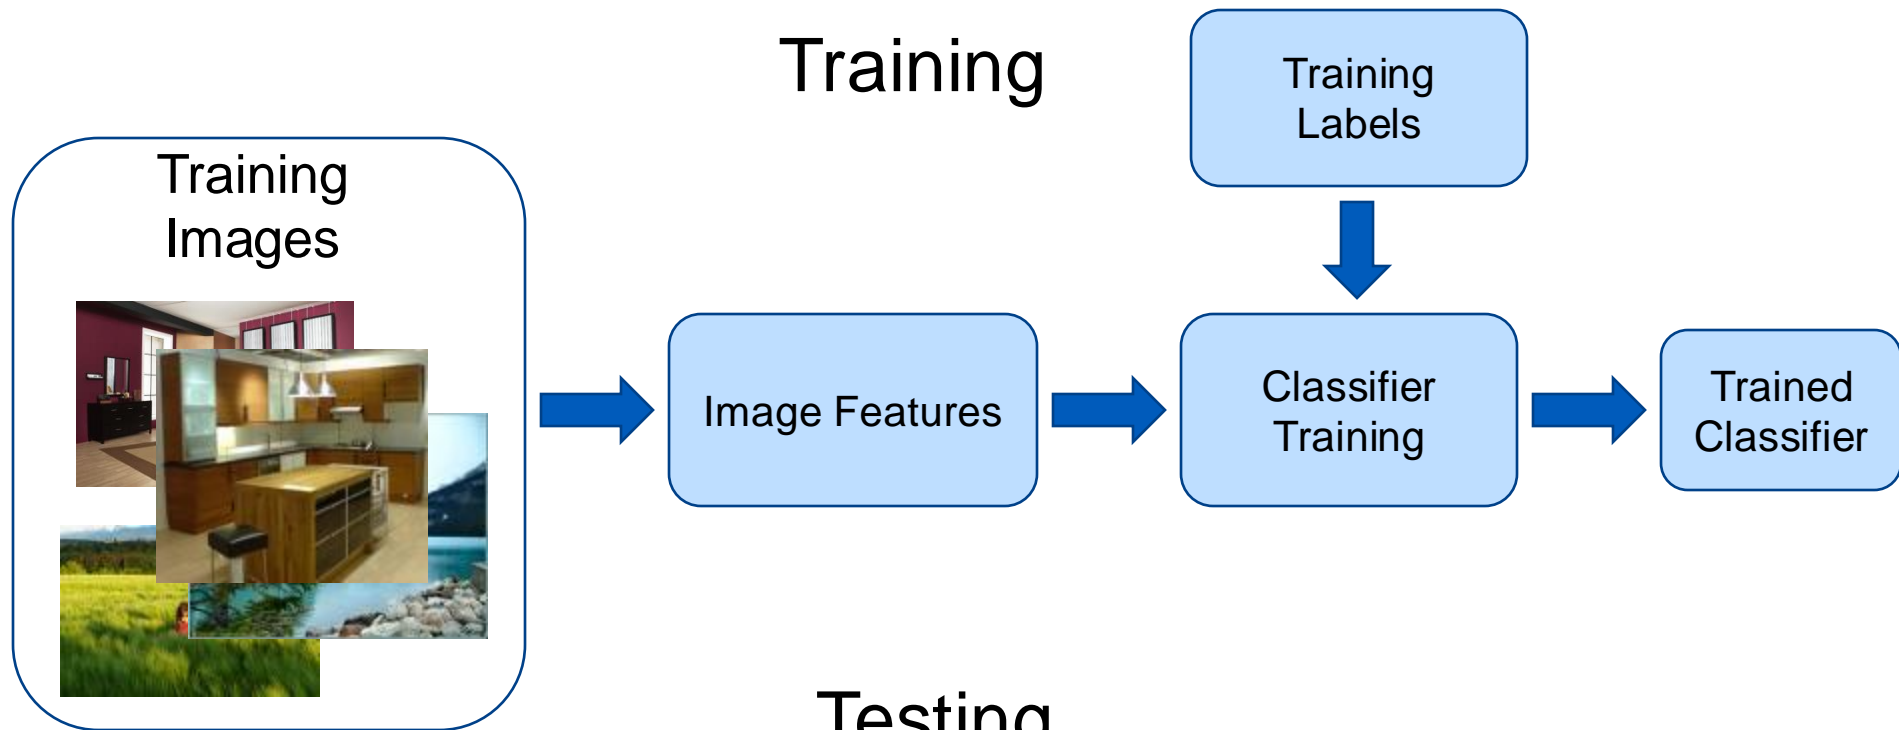 Training
Training
Labels
Training
Images
Image Features
Classifier
Training
Trained
Classifier
Testing